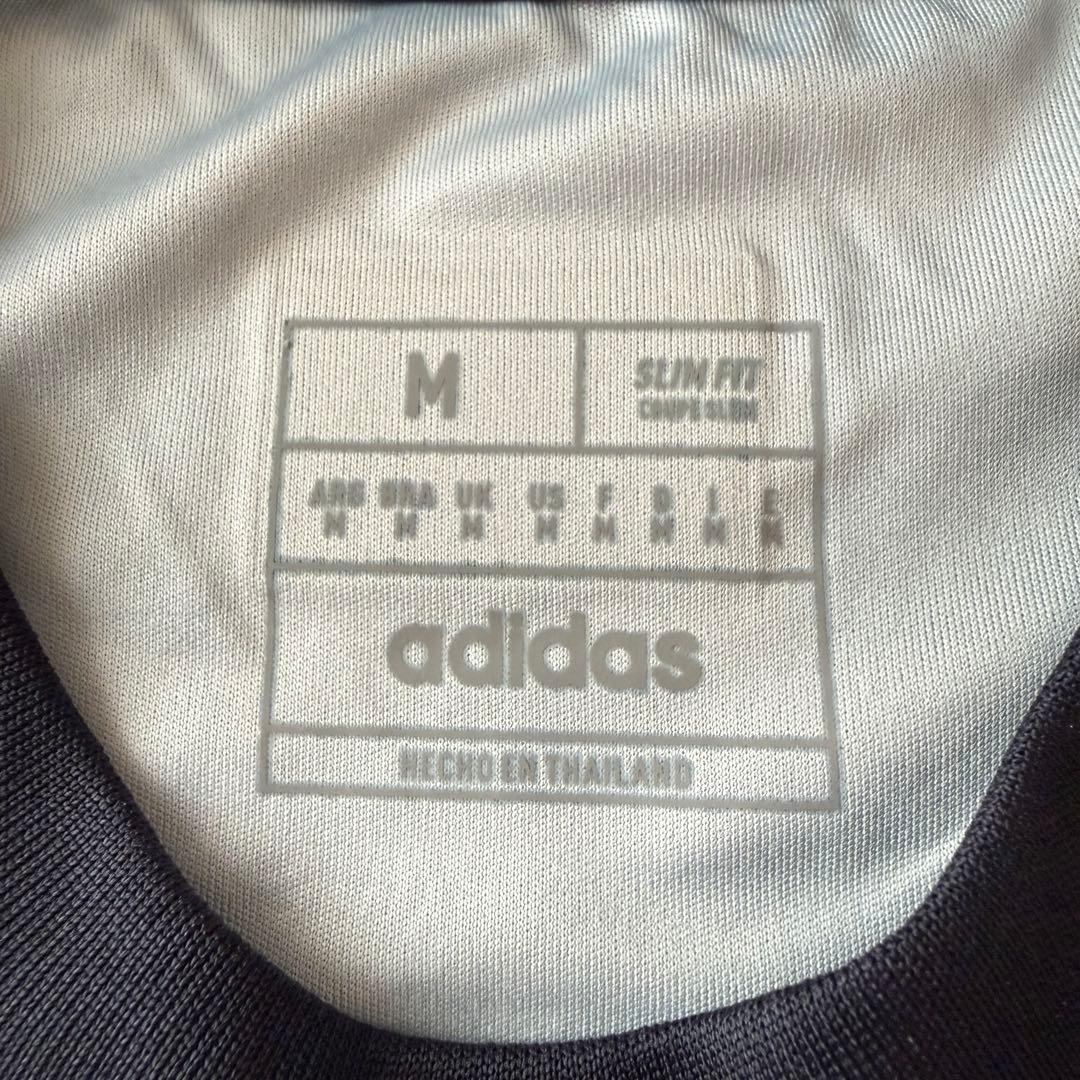 M
SLIM FIT
COUPE SLIM
ARG BRA UK US F D I E
M M M M M M M M
adidas
HECHO EN THAILAND